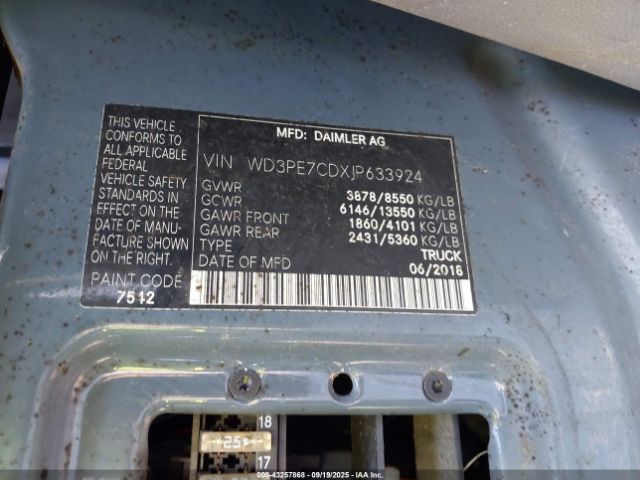 THIS VEHICLE
CONFORMS TO
ALL APPLICABLE
FEDERAL
VEHICLE SAFETY
STANDARDS IN
EFFECT ON THE
DATE OF MANU-
FACTURE SHOWN
ON THE RIGHT.
PAINT CODE
7512
MFD: DAIMLER AG
VIN WD3PE7CDXJP633924
GVWR 3878/8550 KG/LB
GCWR 6146/13550 KG/LB
GAWR FRONT 1860/4101 KG/LB
GAWR REAR 2431/5360 KG/LB
TYPE TRUCK
DATE OF MFD 06/2018
18
25
17
000-43257868 - 09/19/2025 - IAAI.COM